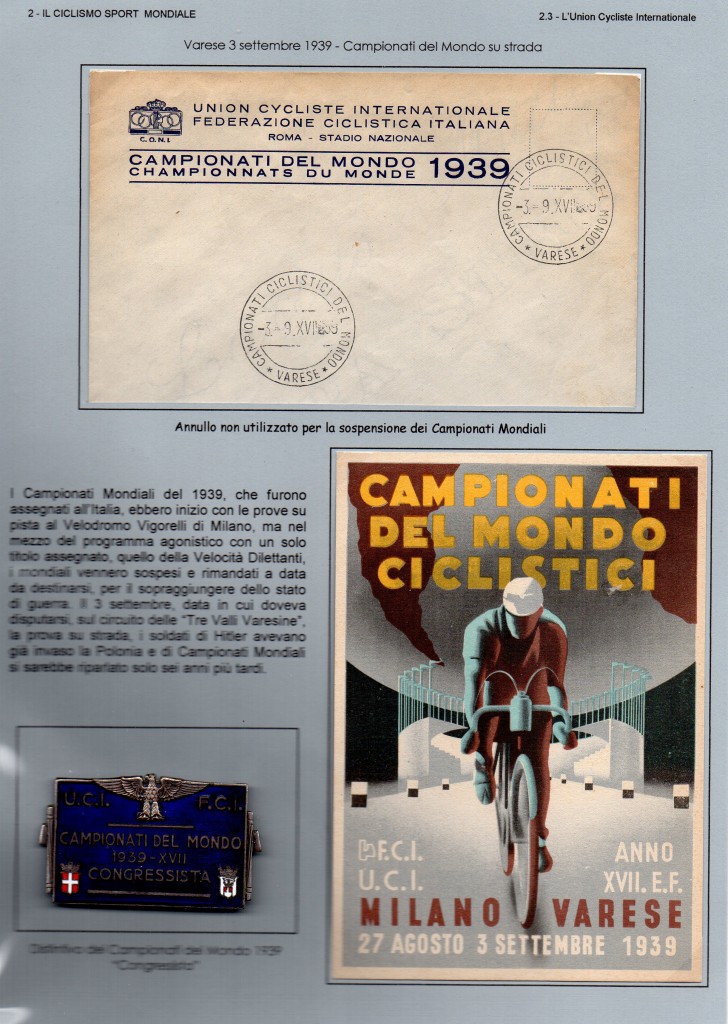 2 - IL CICLISMO SPORT MONDIALE
2.3 - L'Union Cycliste Internationale
Varese 3 settembre 1939 - Campionati del Mondo su strada
C.O.N.I.
UNION CYCLISTE INTERNATIONALE
FEDERAZIONE CICLISTICA ITALIANA
ROMA - STADIO NAZIONALE
CAMPIONATI DEL MONDO 1939
CHAMPIONNATS DU MONDE
CAMPIONATI CICLISTICI DEL MONDO
-3.-9.XVII
* VARESE *
CAMPIONATI CICLISTICI DEL MONDO
-3.-9.XVII
* VARESE *
Annullo non utilizzato per la sospensione dei Campionati Mondiali
I Campionati Mondiali del 1939, che furono
assegnati all'Italia, ebbero inizio con le prove su
pista al Velodromo Vigorelli di Milano, ma nel
mezzo del programma agonistico con un solo
titolo assegnato, quello della Velocità Dilettanti,
i mondiali vennero sospesi e rimandati a data
da destinarsi, per il sopraggiungere dello stato
di guerra. Il 3 settembre, data in cui doveva
disputarsi, sul circuito delle "Tre Valli Varesine",
la prova su strada, i soldati di Hitler avevano
già invaso la Polonia e di Campionati Mondiali
si sarebbe riparlato solo sei anni più tardi.
CAMPIONATI
DEL MONDO
CICLISTICI
F.C.I.
U.C.I.
ANNO
XVII. E.F.
MILANO VARESE
27 AGOSTO 3 SETTEMBRE 1939
U.C.I. F.C.I.
CAMPIONATI DEL MONDO
1939-XVII
CONGRESSISTA
Distintivo dei Campionati del Mondo 1939
"Congressista"